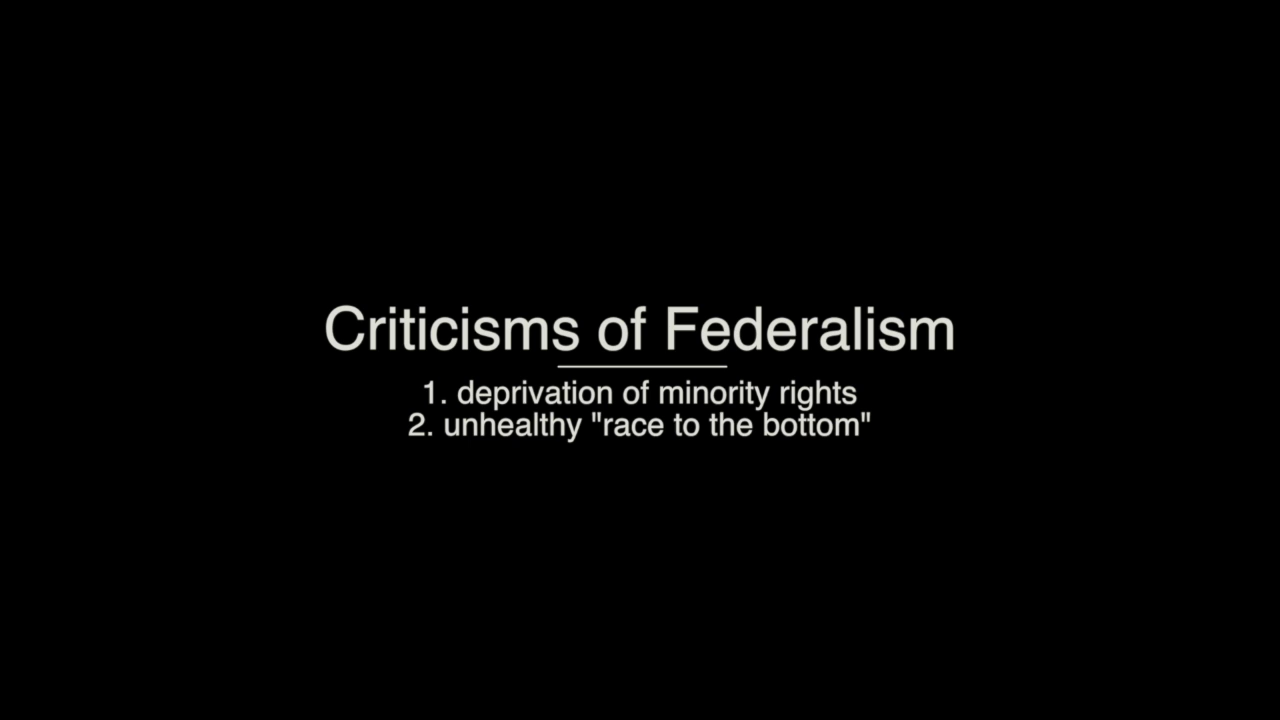 Criticisms of Federalism
1. deprivation of minority rights
2. unhealthy "race to the bottom"